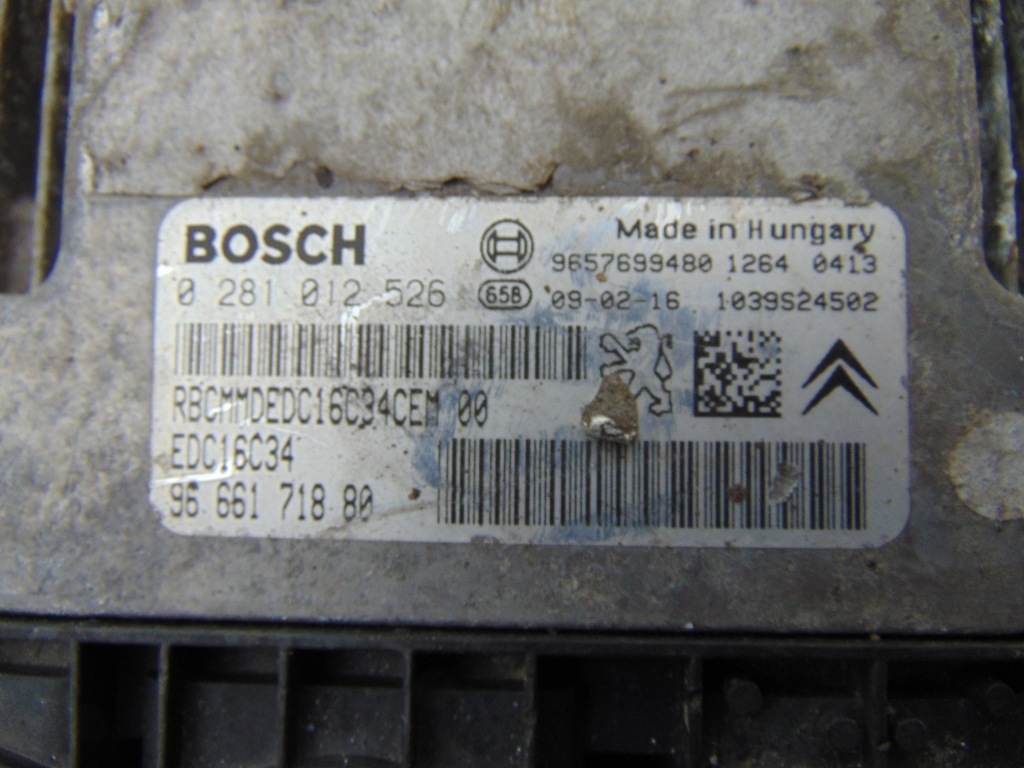 BOSCH
Made in Hungary
9657699480 1264 0413
0 281 012 526
658 09-02-16 1039S24502
RBCMMDEDC16C34CEM 00
EDC16C34
96 661 718 80